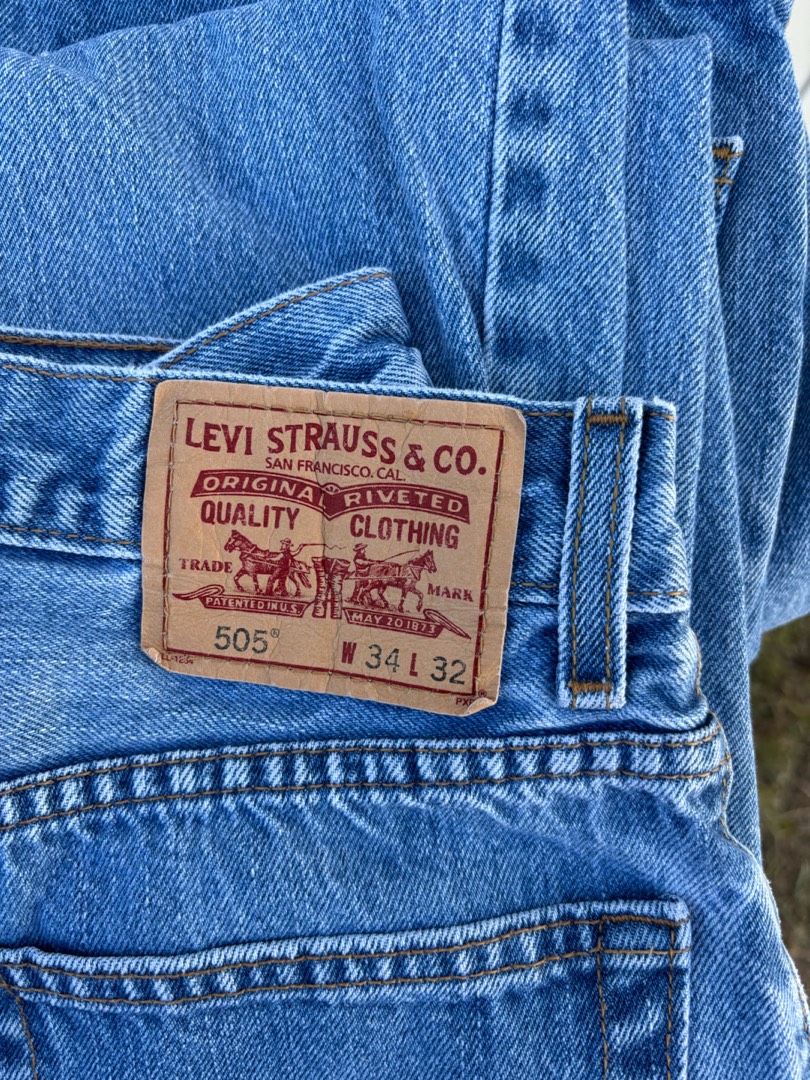 LEVI STRAUSS & CO.
SAN FRANCISCO. CAL.
ORIGINAL RIVETED
QUALITY CLOTHING
TRADE MARK
PATENTED IN U.S. MAY 20 1873
505® W 34 L 32